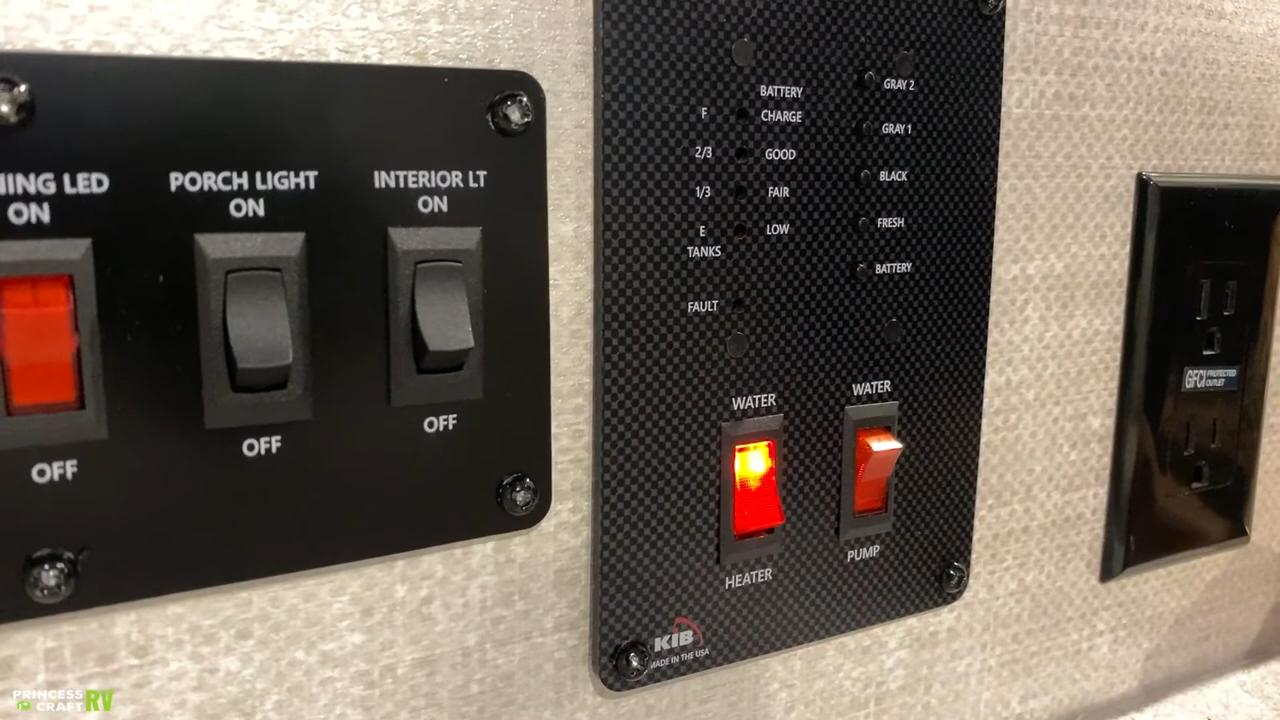 NING LED
ON
OFF
PORCH LIGHT
ON
OFF
INTERIOR LT
ON
OFF
BATTERY
F CHARGE
2/3 GOOD
1/3 FAIR
E LOW
TANKS
FAULT
GRAY 2
GRAY 1
BLACK
FRESH
BATTERY
WATER
HEATER
WATER
PUMP
KIB
MADE IN THE USA
GFCI PROTECTED
OUTLET
PRINCESS
CRAFT RV